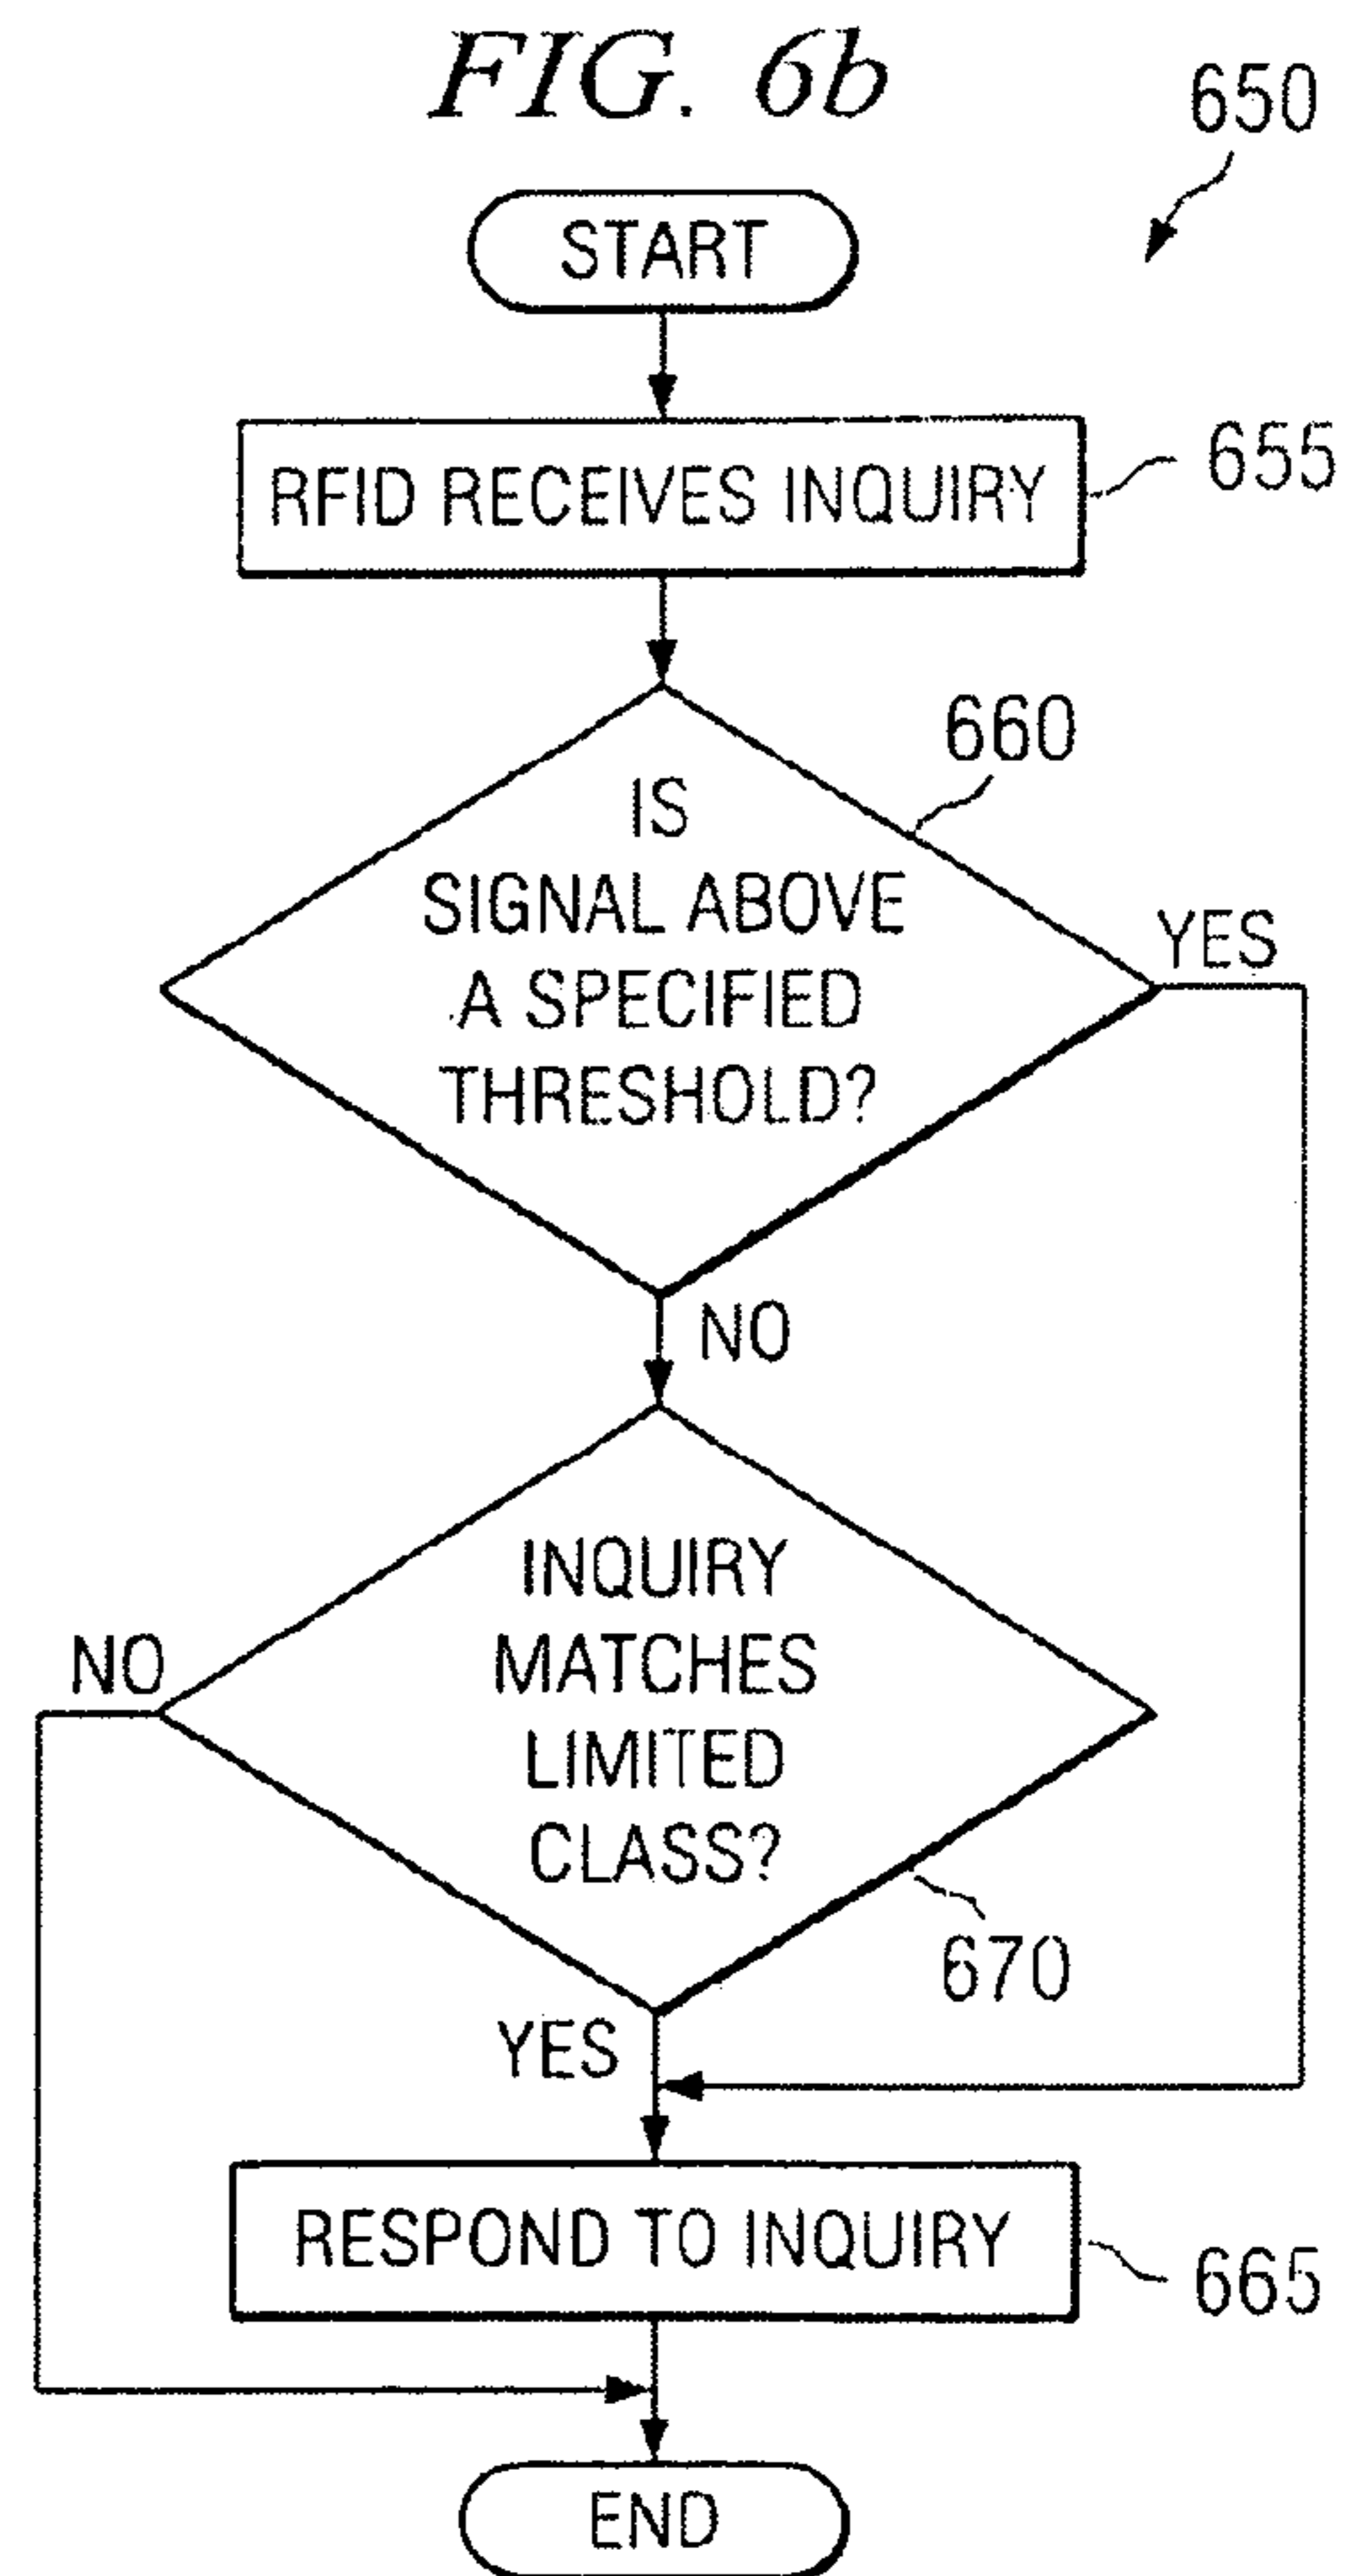 FIG. 6b
650
START
RFID RECEIVES INQUIRY
655
660
IS
SIGNAL ABOVE
A SPECIFIED
THRESHOLD?
YES
NO
INQUIRY
MATCHES
LIMITED
CLASS?
NO
670
YES
RESPOND TO INQUIRY
665
END